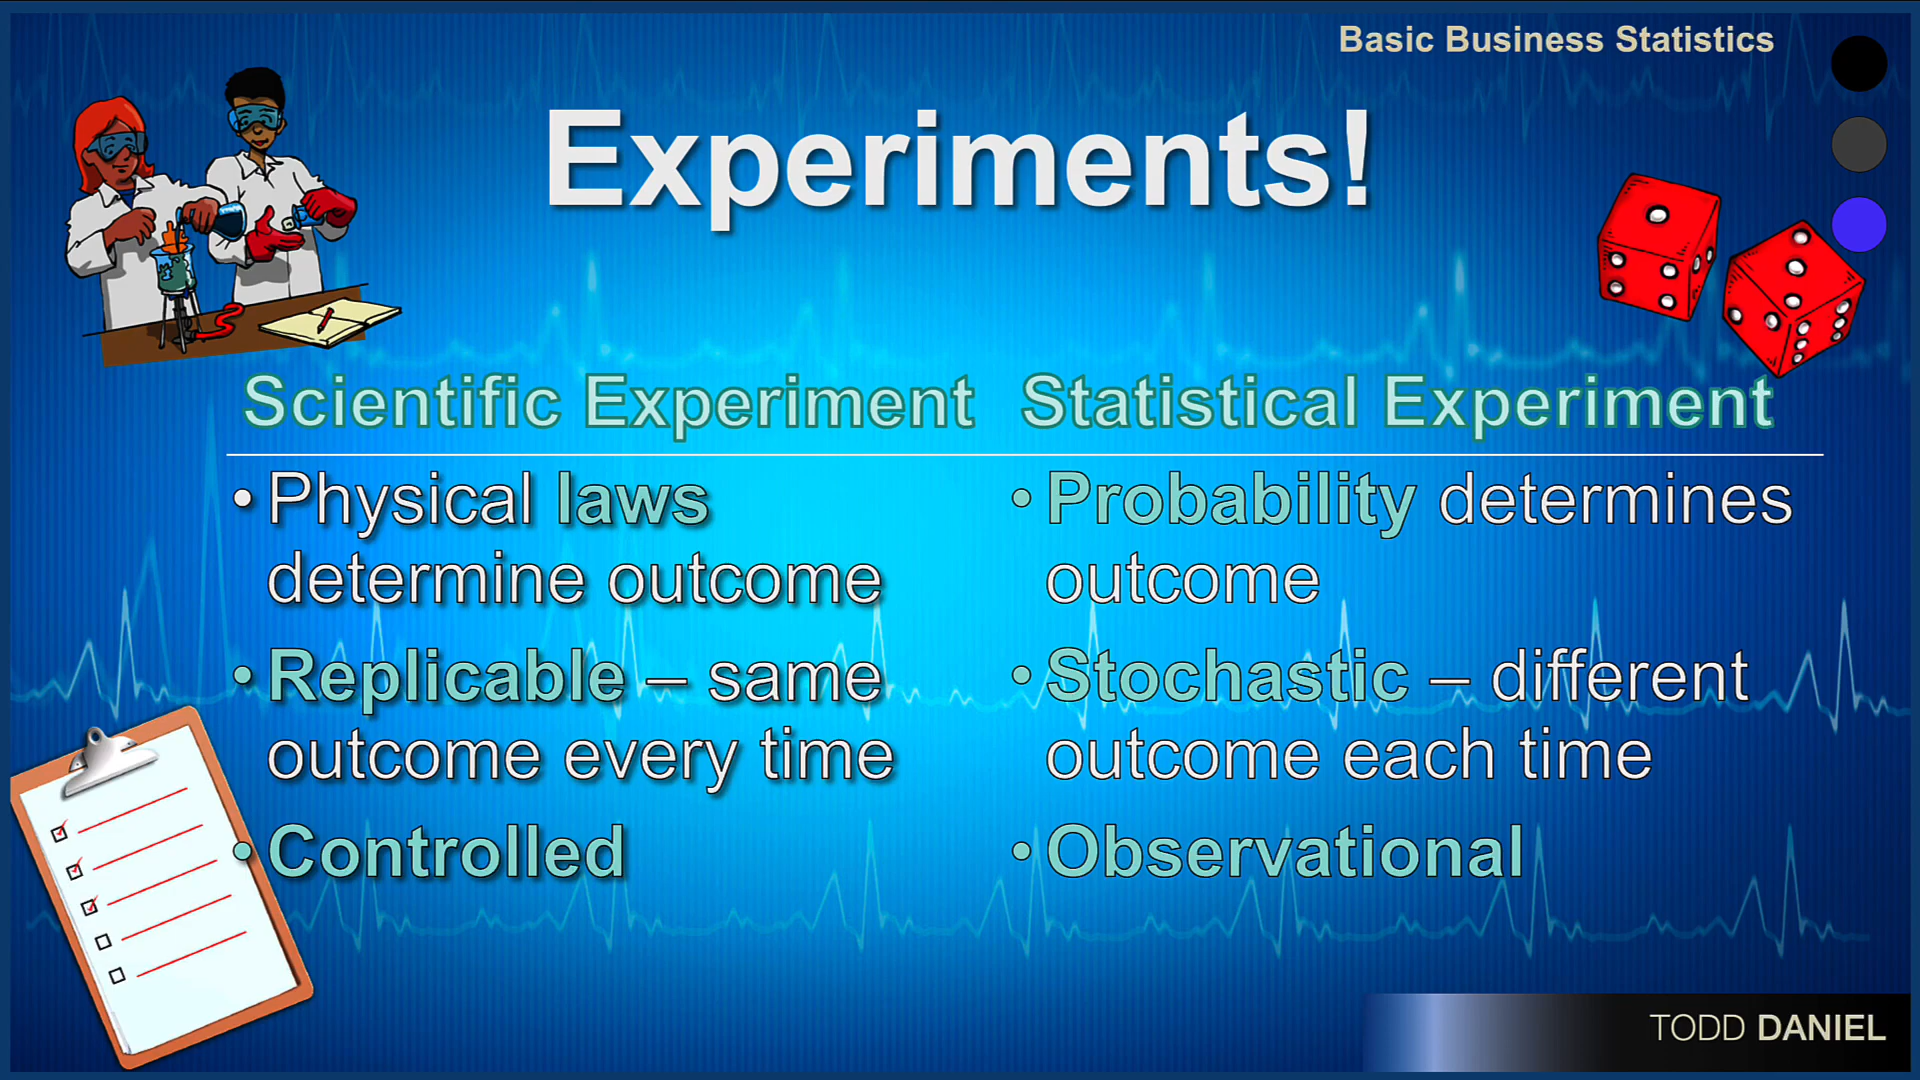 Basic Business Statistics
Experiments!
Scientific Experiment
• Physical laws
determine outcome
• Replicable – same
outcome every time
• Controlled
Statistical Experiment
• Probability determines
outcome
• Stochastic – different
outcome each time
• Observational
TODD DANIEL